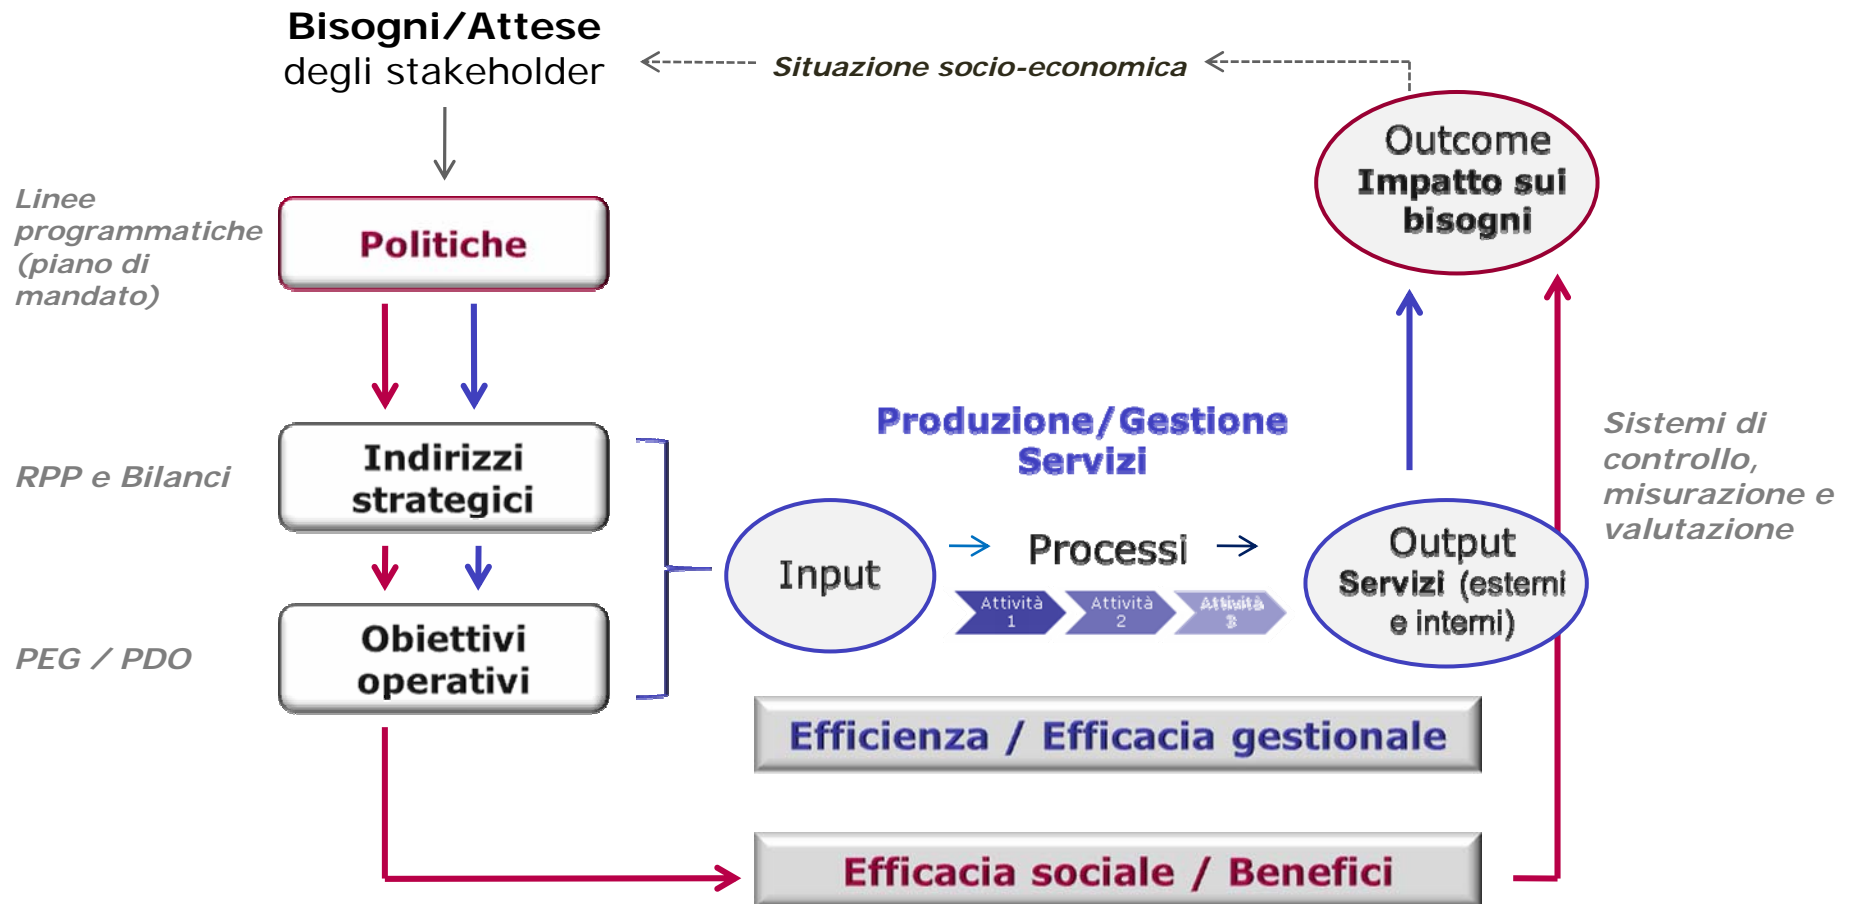 Bisogni/Attese
degli stakeholder
Situazione socio-economica
Outcome
Impatto sui
bisogni
Linee
programmatiche
(piano di
mandato)
Politiche
RPP e Bilanci
Indirizzi
strategici
Produzione/Gestione
Servizi
Sistemi di
controllo,
misurazione e
valutazione
Input
Processi
Attività
1
Attività
2
Attività
3
Output
Servizi (esterni
e interni)
PEG / PDO
Obiettivi
operativi
Efficienza / Efficacia gestionale
Efficacia sociale / Benefici